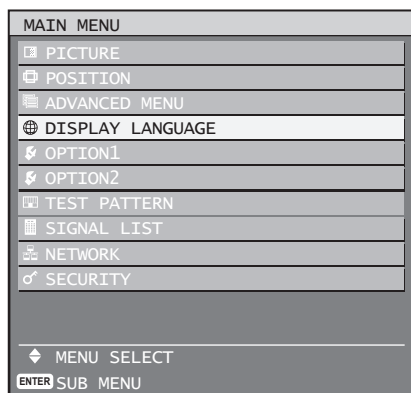 MAIN MENU
PICTURE
POSITION
ADVANCED MENU
DISPLAY LANGUAGE
OPTION1
OPTION2
TEST PATTERN
SIGNAL LIST
NETWORK
SECURITY
MENU SELECT
ENTER SUB MENU